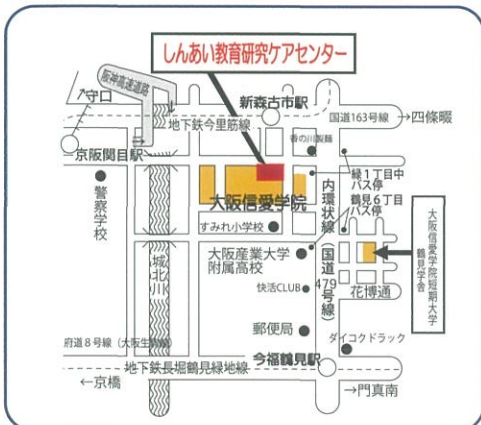 しんあい教育研究ケアセンター
阪神高速道路
守口
新森古市駅
国道163号線
→四條畷
地下鉄今里筋線
香の川製麺
京阪関目駅
緑1丁目中
バス停
警察学校
大阪信愛学院
鶴見6丁目
バス停
すみれ小学校
内環状線(国道479号線)
大阪信愛学院短期大学
鶴見学舎
大阪産業大学
附属高校
城北川
快活CLUB
花博通
郵便局
ダイコクドラッグ
府道8号線(大阪生駒線)
今福鶴見駅
地下鉄長堀鶴見緑地線
←京橋
→門真南